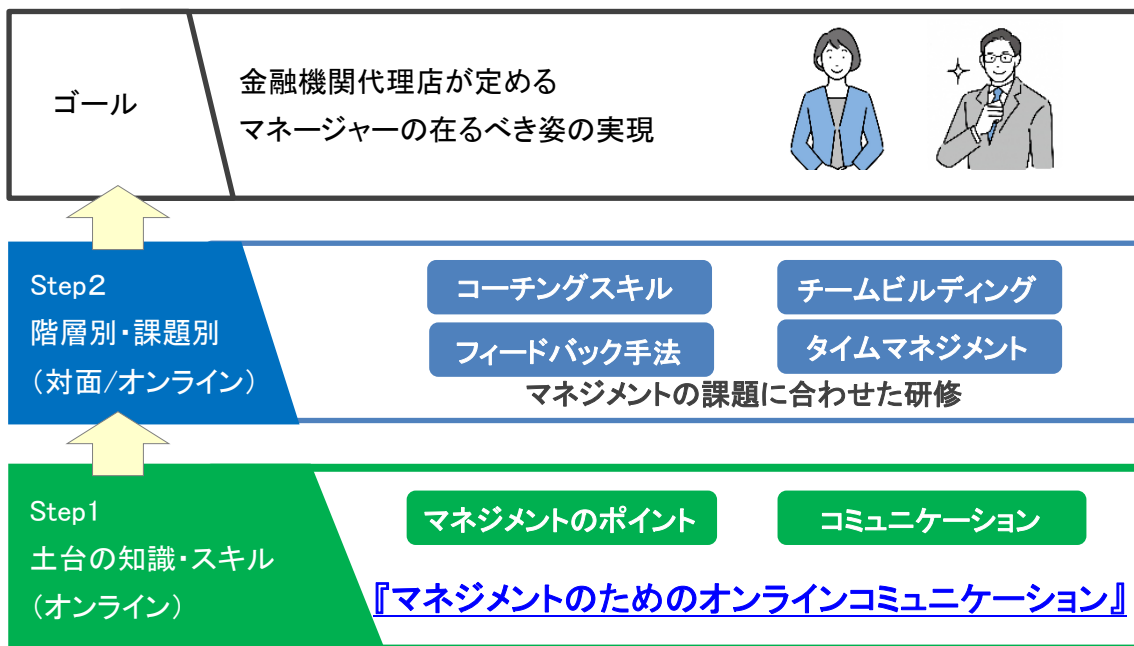 ゴール
金融機関代理店が定める
マネージャーの在るべき姿の実現
Step2
階層別・課題別
（対面/オンライン）
コーチングスキル
チームビルディング
フィードバック手法
タイムマネジメント
マネジメントの課題に合わせた研修
Step1
土台の知識・スキル
（オンライン）
マネジメントのポイント
コミュニケーション
『マネジメントのためのオンラインコミュニケーション』